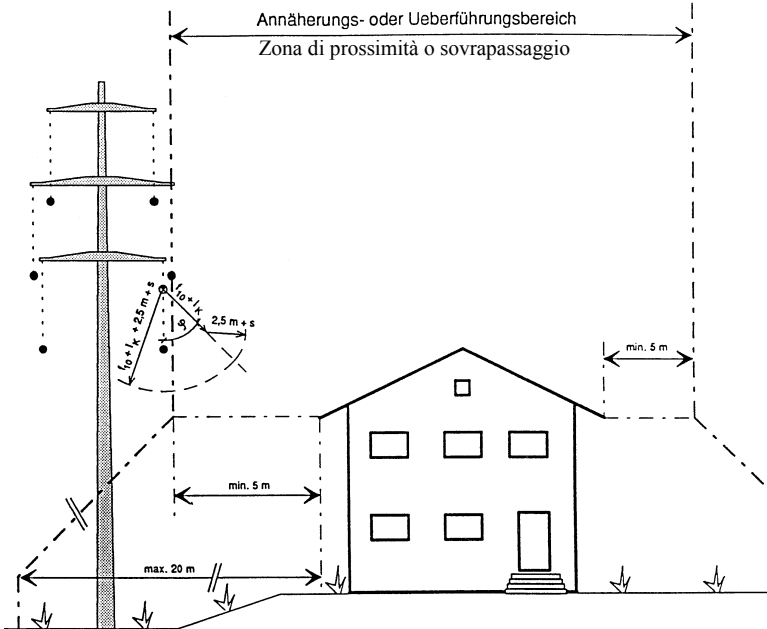 Annäherungs- oder Ueberführungsbereich
Zona di prossimità o sovrapassaggio
f10 + lK
φ
2,5 m + s
f10 + lK + 2,5 m + s
min. 5 m
min. 5 m
max. 20 m